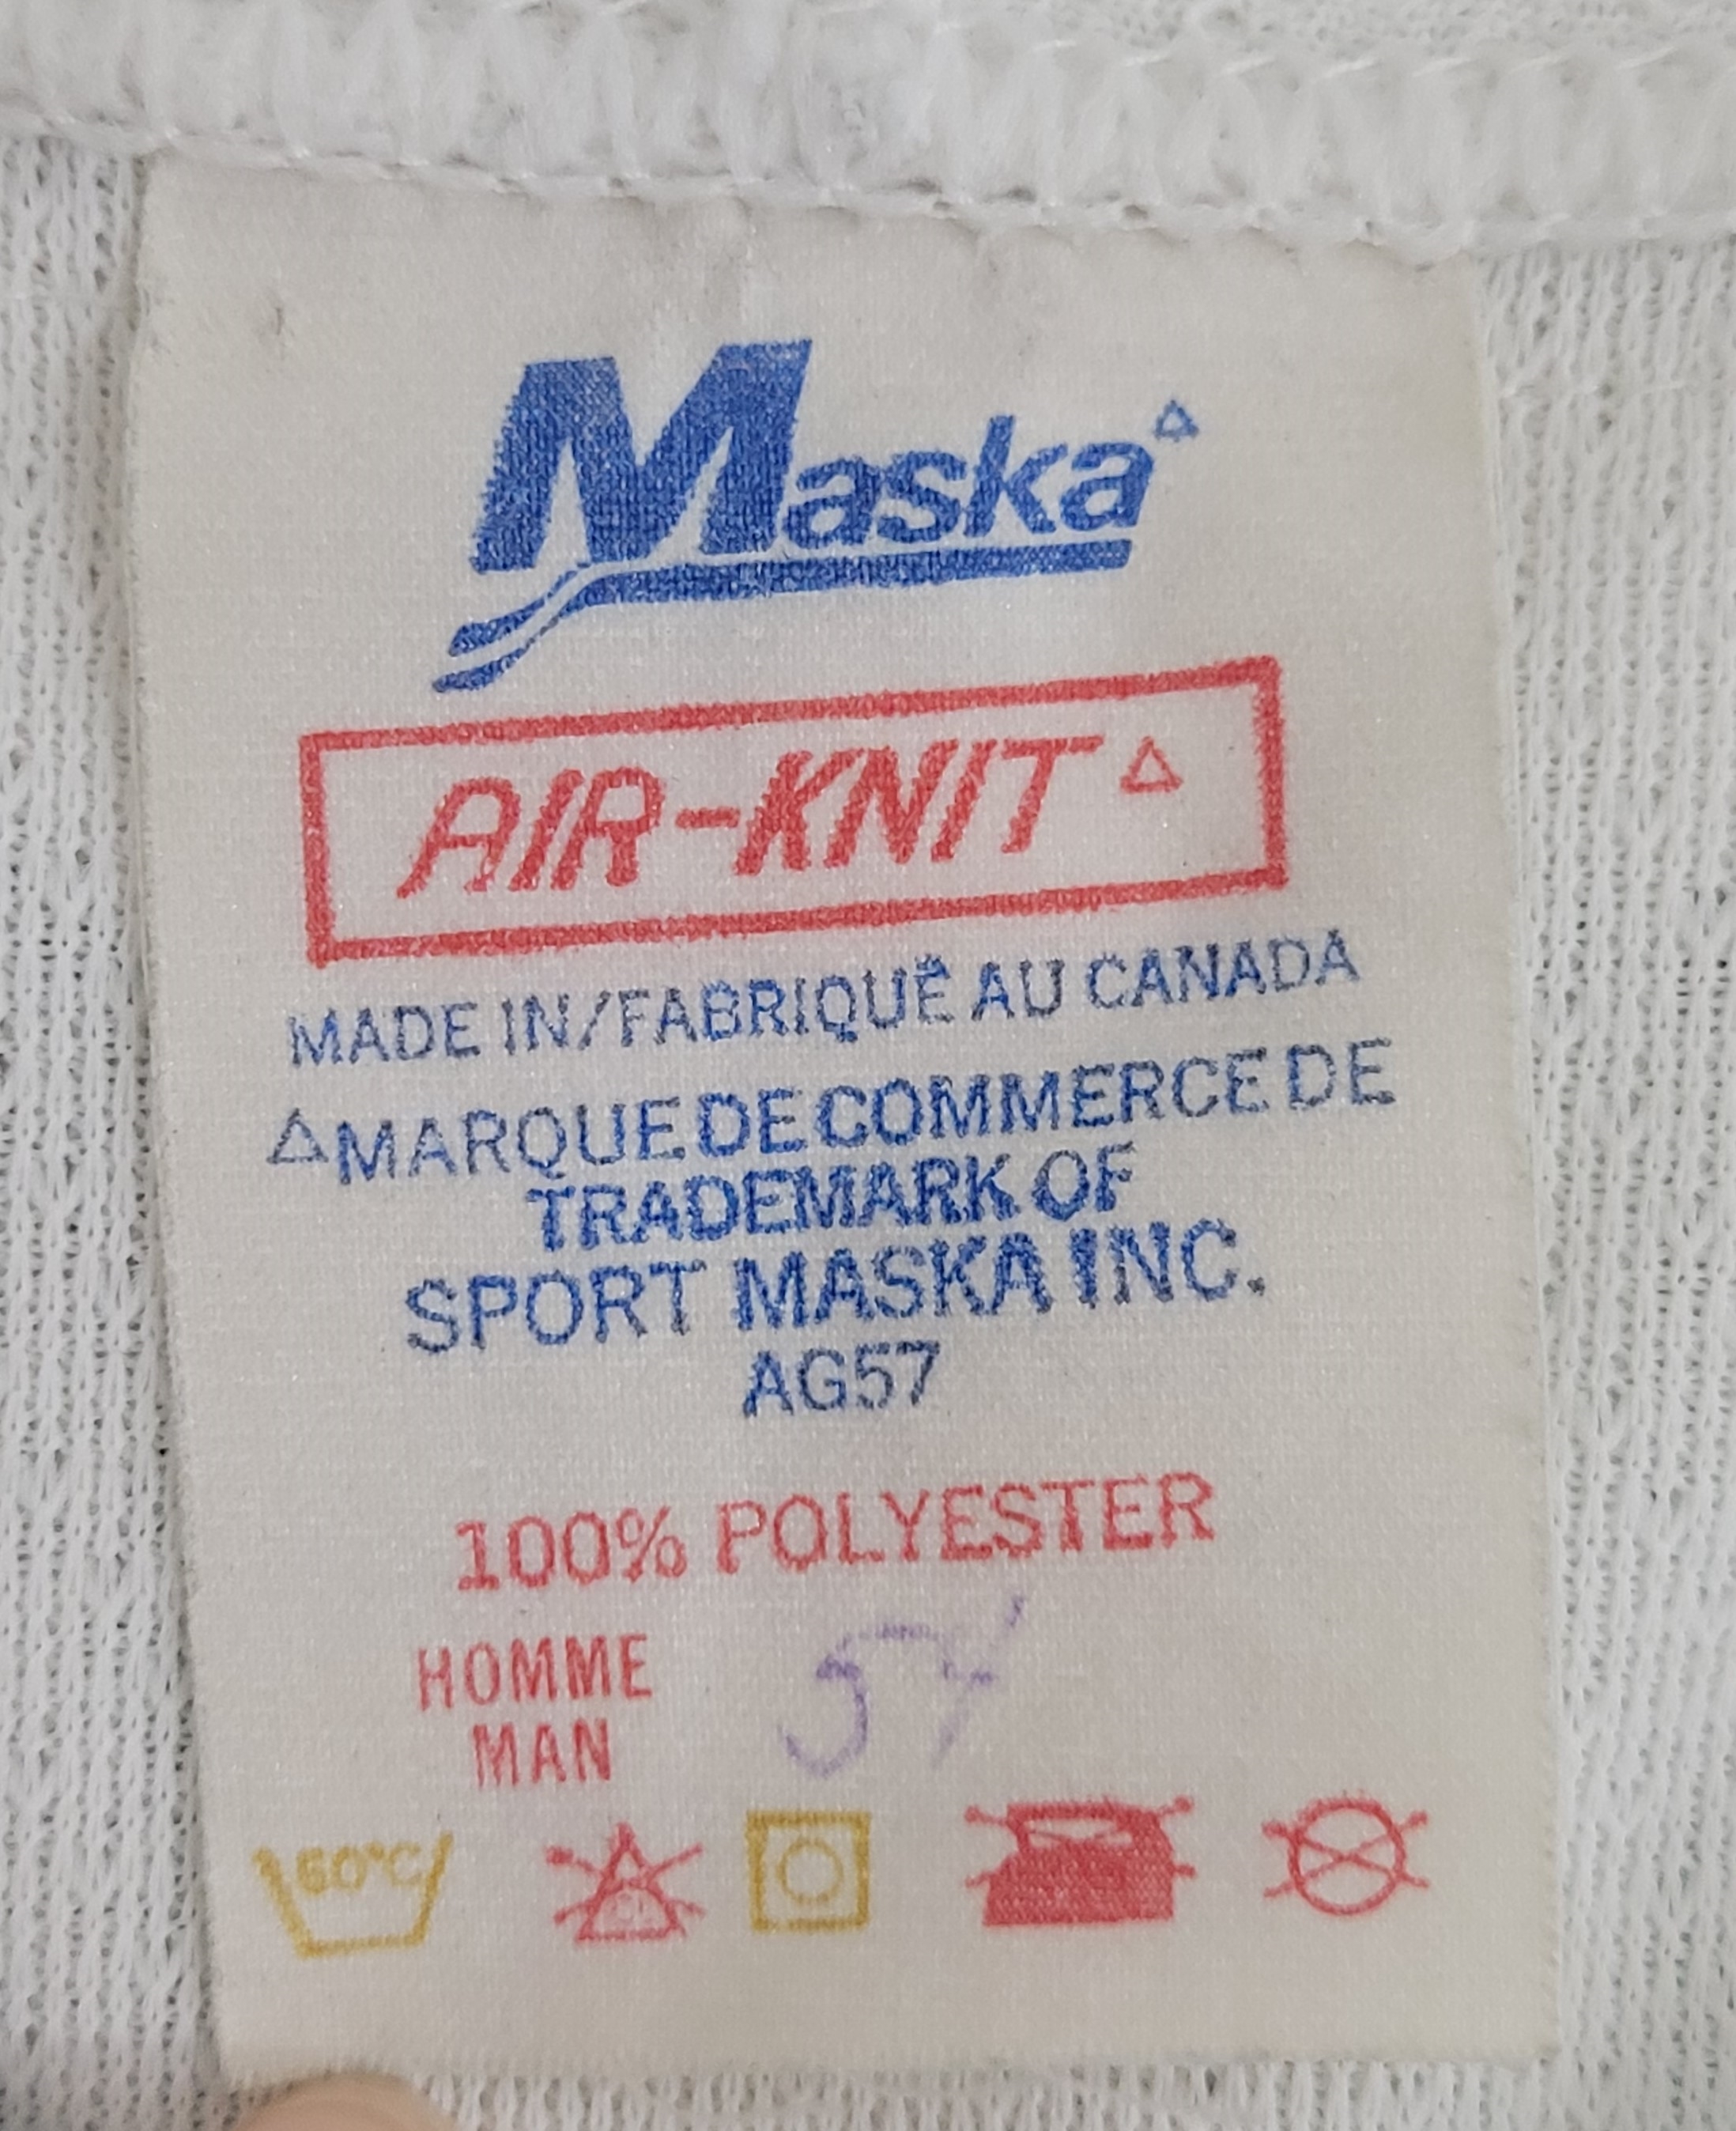 Maska△
AIR-KNIT△
MADE IN/FABRIQUÉ AU CANADA
△MARQUE DE COMMERCE DE
TRADEMARK OF
SPORT MASKA INC.
AG57
100% POLYESTER
HOMME
MAN
54
60°C